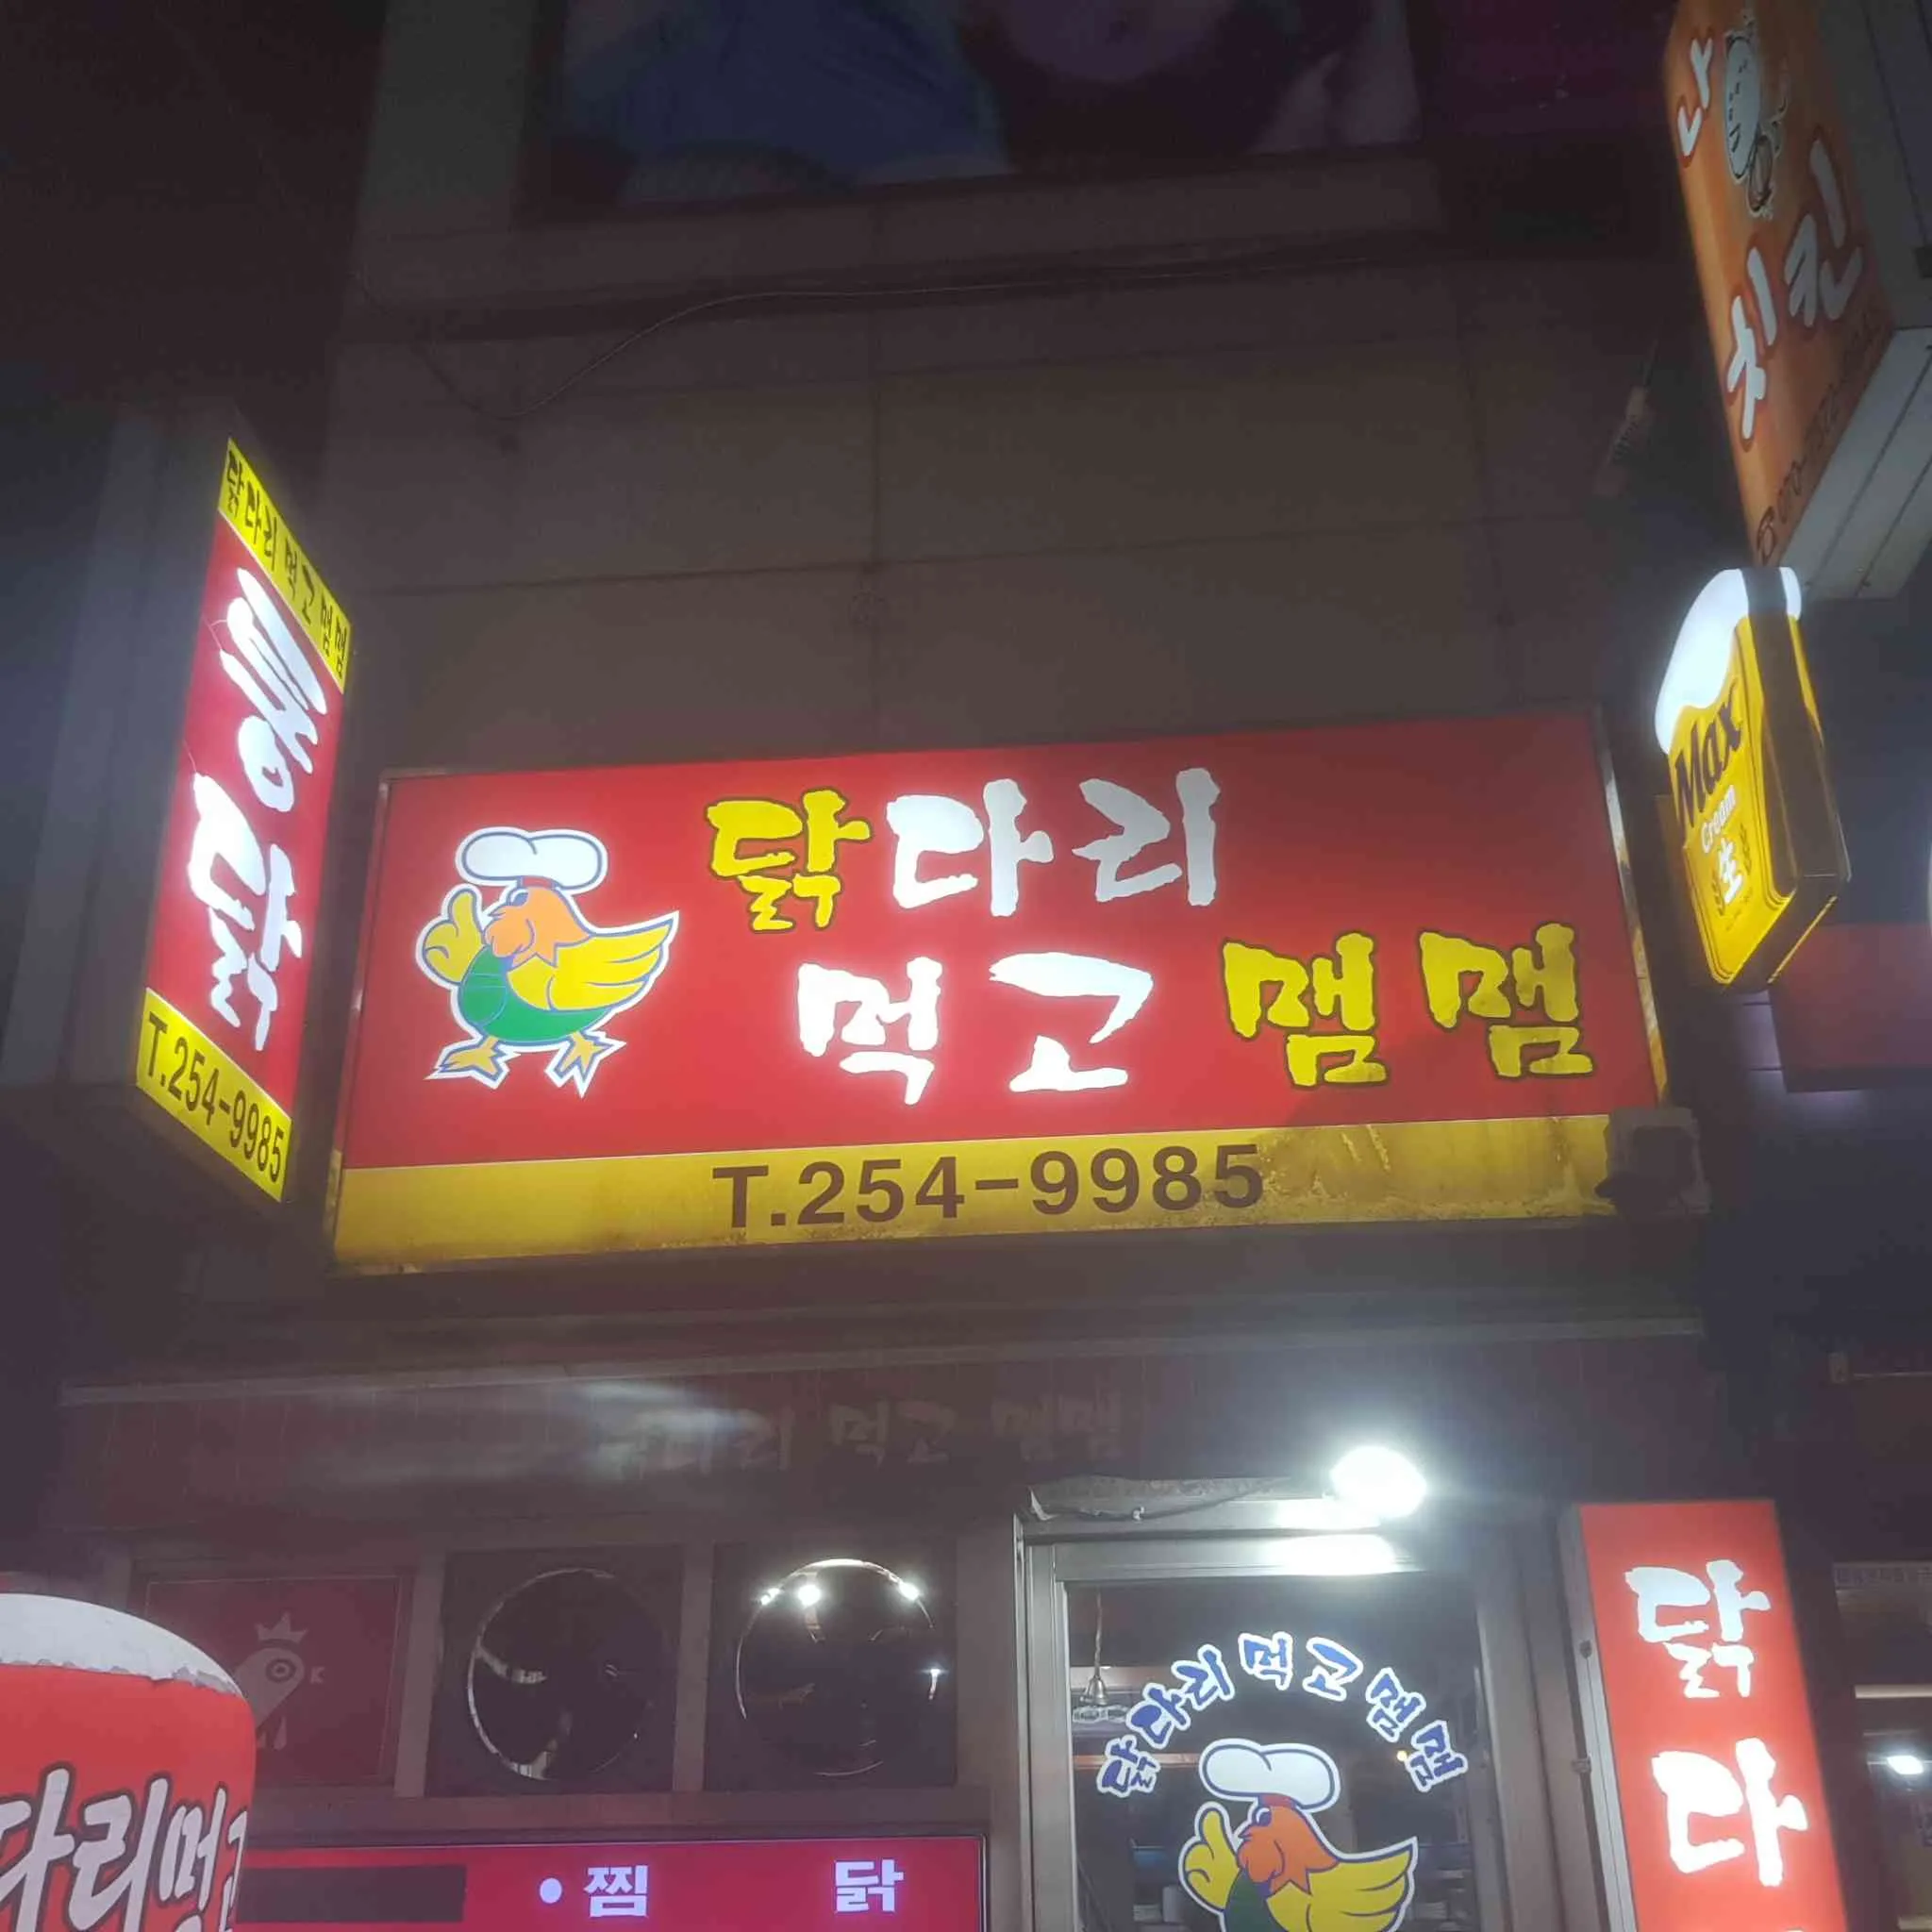 치킨
닭다리 먹고 맴맴
쫑닭
T.254-9985
Max
Cream
生
닭다리
먹고 맴맴
T.254-9985
닭다리 먹고 맴맴
닭다리 먹고 맴맴
닭
다
다리먹고
• 찜 닭